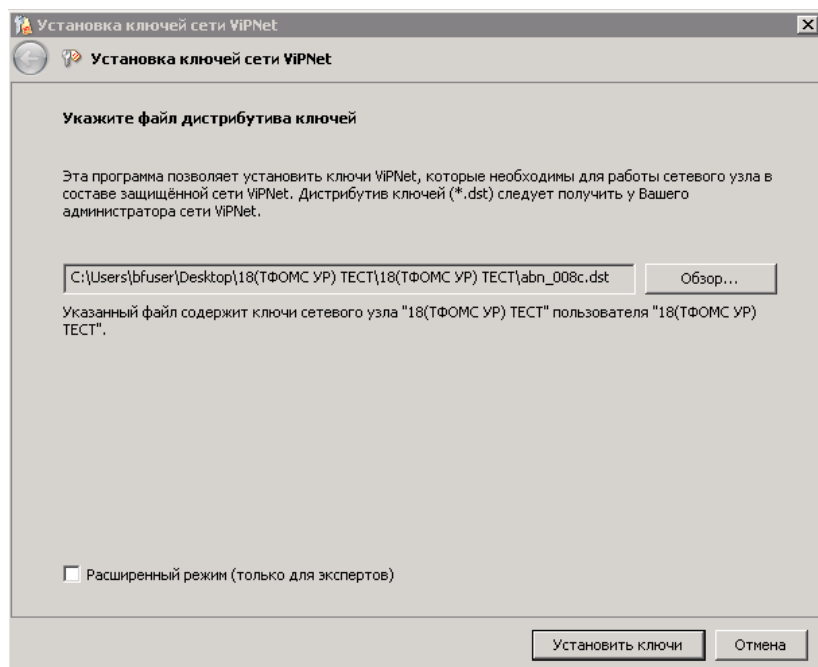 Установка ключей сети ViPNet
Установка ключей сети ViPNet
Укажите файл дистрибутива ключей
Эта программа позволяет установить ключи ViPNet, которые необходимы для работы сетевого узла в
составе защищённой сети ViPNet. Дистрибутив ключей (*.dst) следует получить у Вашего
администратора сети ViPNet.
C:\Users\bfuser\Desktop\18(ТФОМС УР) ТЕСТ\18(ТФОМС УР) ТЕСТ\abn_008c.dst
Обзор...
Указанный файл содержит ключи сетевого узла "18(ТФОМС УР) ТЕСТ" пользователя "18(ТФОМС УР)
ТЕСТ".
Расширенный режим (только для экспертов)
Установить ключи
Отмена